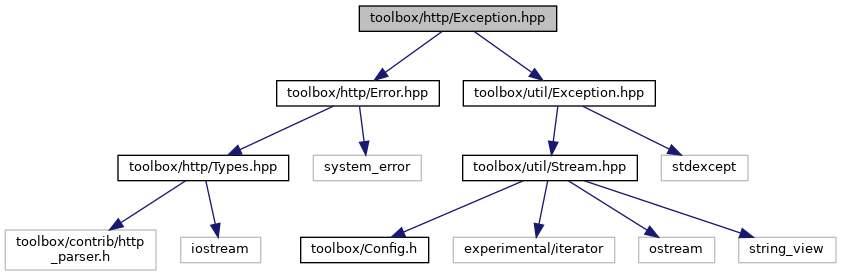 toolbox/http/Exception.hpp
toolbox/http/Error.hpp
toolbox/util/Exception.hpp
toolbox/http/Types.hpp
system_error
toolbox/util/Stream.hpp
stdexcept
toolbox/contrib/http
_parser.h
iostream
toolbox/Config.h
experimental/iterator
ostream
string_view